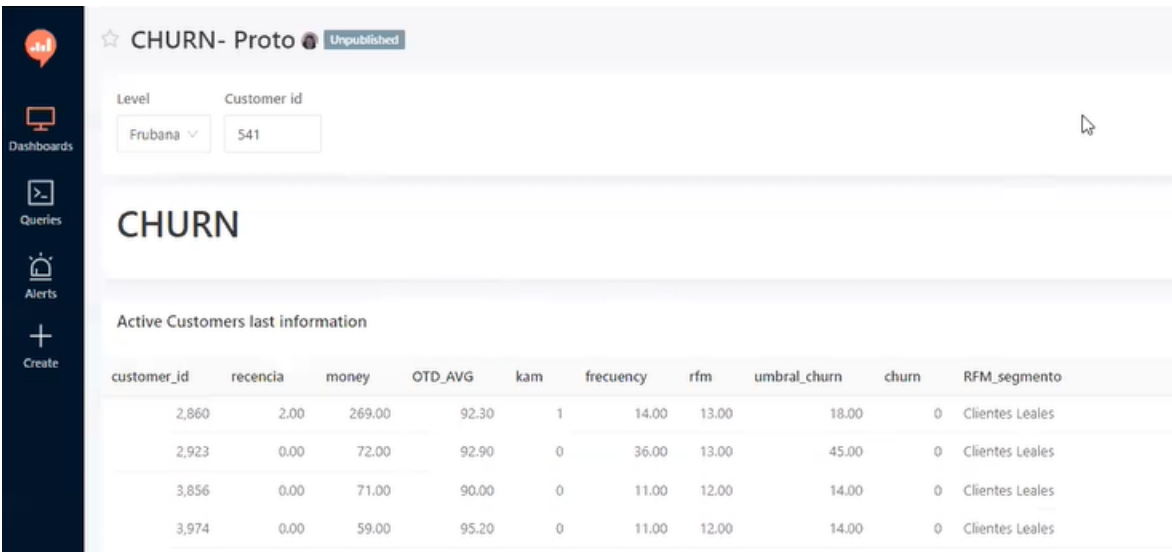 CHURN- Proto Unpublished
Level Customer id
Frubana 541
Dashboards
Queries
Alerts
Create
CHURN
Active Customers last information
customer_id recencia money OTD_AVG kam frecuency rfm umbral_churn churn RFM_segmento
2,860 2.00 269.00 92.30 1 14.00 13.00 18.00 0 Clientes Leales
2,923 0.00 72.00 92.90 0 36.00 13.00 45.00 0 Clientes Leales
3,856 0.00 71.00 90.00 0 11.00 12.00 14.00 0 Clientes Leales
3,974 0.00 59.00 95.20 0 11.00 12.00 14.00 0 Clientes Leales